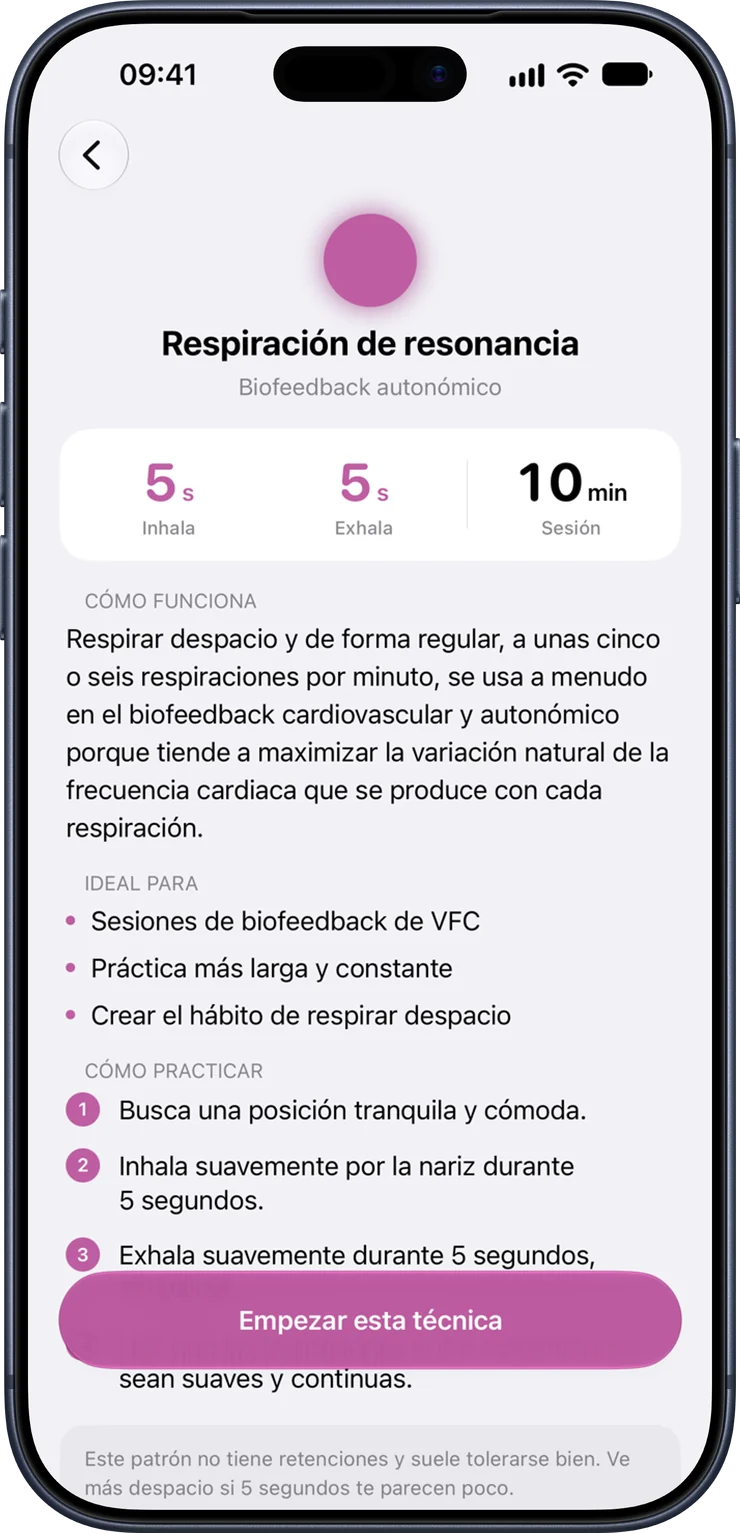 09:41
Respiración de resonancia
Biofeedback autonómico
5 s
Inhala
5 s
Exhala
10 min
Sesión
CÓMO FUNCIONA
Respirar despacio y de forma regular, a unas cinco
o seis respiraciones por minuto, se usa a menudo
en el biofeedback cardiovascular y autonómico
porque tiende a maximizar la variación natural de la
frecuencia cardiaca que se produce con cada
respiración.
IDEAL PARA
• Sesiones de biofeedback de VFC
• Práctica más larga y constante
• Crear el hábito de respirar despacio
CÓMO PRACTICAR
1 Busca una posición tranquila y cómoda.
2 Inhala suavemente por la nariz durante
5 segundos.
3 Exhala suavemente durante 5 segundos,
Empezar esta técnica
sean suaves y continuas.
Este patrón no tiene retenciones y suele tolerarse bien. Ve
más despacio si 5 segundos te parecen poco.